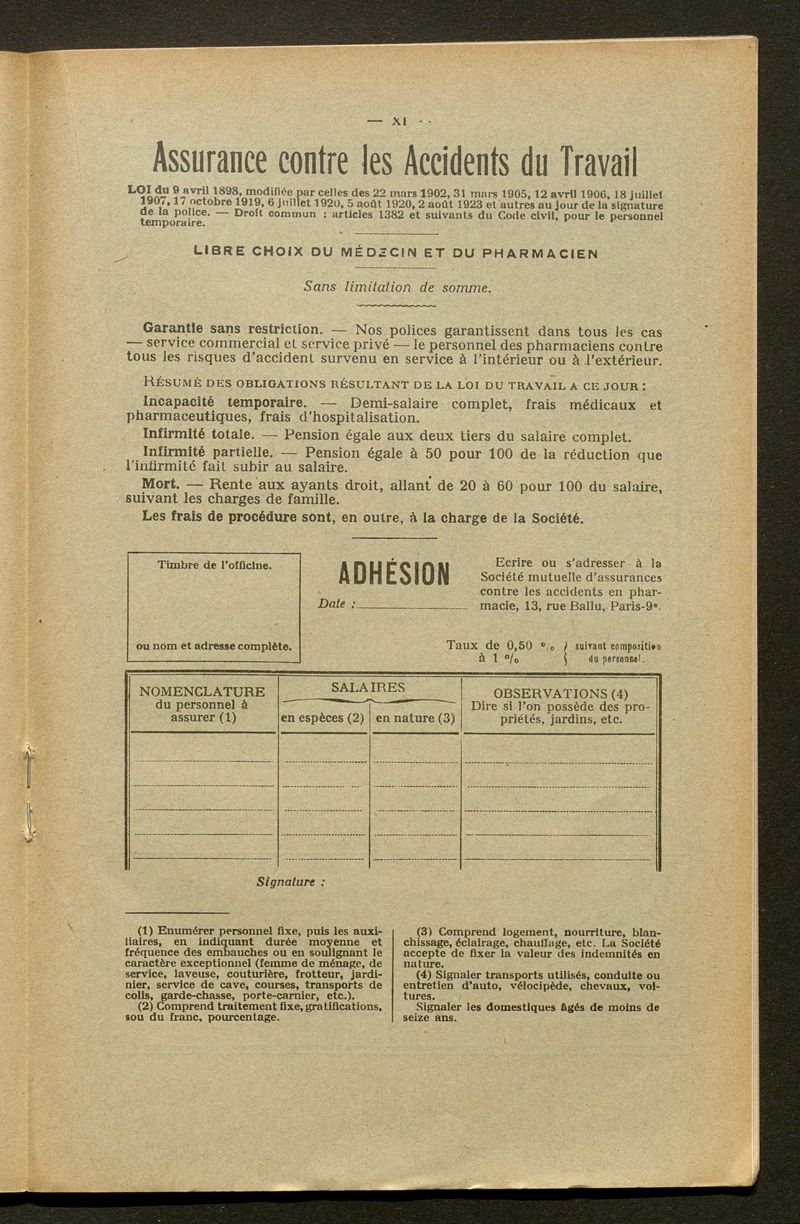 — XI - -
Assurance contre les Accidents du Travail
LOI du 9 avril 1898, modifiée par celles des 22 mars 1902, 31 mars 1905, 12 avril 1906, 18 juillet
1907, 17 octobre 1919, 6 juillet 1920, 5 août 1920, 2 août 1923 et autres au jour de la signature
de la police. — Droit commun : articles 1382 et suivants du Code civil, pour le personnel
temporaire.
LIBRE CHOIX DU MÉDECIN ET DU PHARMACIEN
Sans limitation de somme.
Garantie sans restriction. — Nos polices garantissent dans tous les cas
— service commercial et service privé — le personnel des pharmaciens contre
tous les risques d'accident survenu en service à l'intérieur ou à l'extérieur.
RÉSUMÉ DES OBLIGATIONS RÉSULTANT DE LA LOI DU TRAVAIL A CE JOUR :
Incapacité temporaire. — Demi-salaire complet, frais médicaux et
pharmaceutiques, frais d'hospitalisation.
Infirmité totale. — Pension égale aux deux tiers du salaire complet.
Infirmité partielle. — Pension égale à 50 pour 100 de la réduction que
l'infirmité fait subir au salaire.
Mort. — Rente aux ayants droit, allant de 20 à 60 pour 100 du salaire,
suivant les charges de famille.
Les frais de procédure sont, en outre, à la charge de la Société.
Timbre de l'officine.
ou nom et adresse complète.
ADHÉSION
Date :
Ecrire ou s'adresser à la
Société mutuelle d'assurances
contre les accidents en phar-
macie, 13, rue Ballu, Paris-9e.
Taux de 0,50 % } suivant composition
à 1 % { du personnel.
NOMENCLATURE
du personnel à
assurer (1)
SALAIRES
en espèces (2)
en nature (3)
OBSERVATIONS (4)
Dire si l'on possède des pro-
priétés, jardins, etc.
Signature :
(1) Enumérer personnel fixe, puis les auxi-
liaires, en indiquant durée moyenne et
fréquence des embauches ou en soulignant le
caractère exceptionnel (femme de ménage, de
service, laveuse, couturière, frotteur, jardi-
nier, service de cave, courses, transports de
colis, garde-chasse, porte-carnier, etc.).
(2) Comprend traitement fixe, gratifications,
sou du franc, pourcentage.
(3) Comprend logement, nourriture, blan-
chissage, éclairage, chauffage, etc. La Société
accepte de fixer la valeur des indemnités en
nature.
(4) Signaler transports utilisés, conduite ou
entretien d'auto, vélocipède, chevaux, voi-
tures.
Signaler les domestiques âgés de moins de
seize ans.